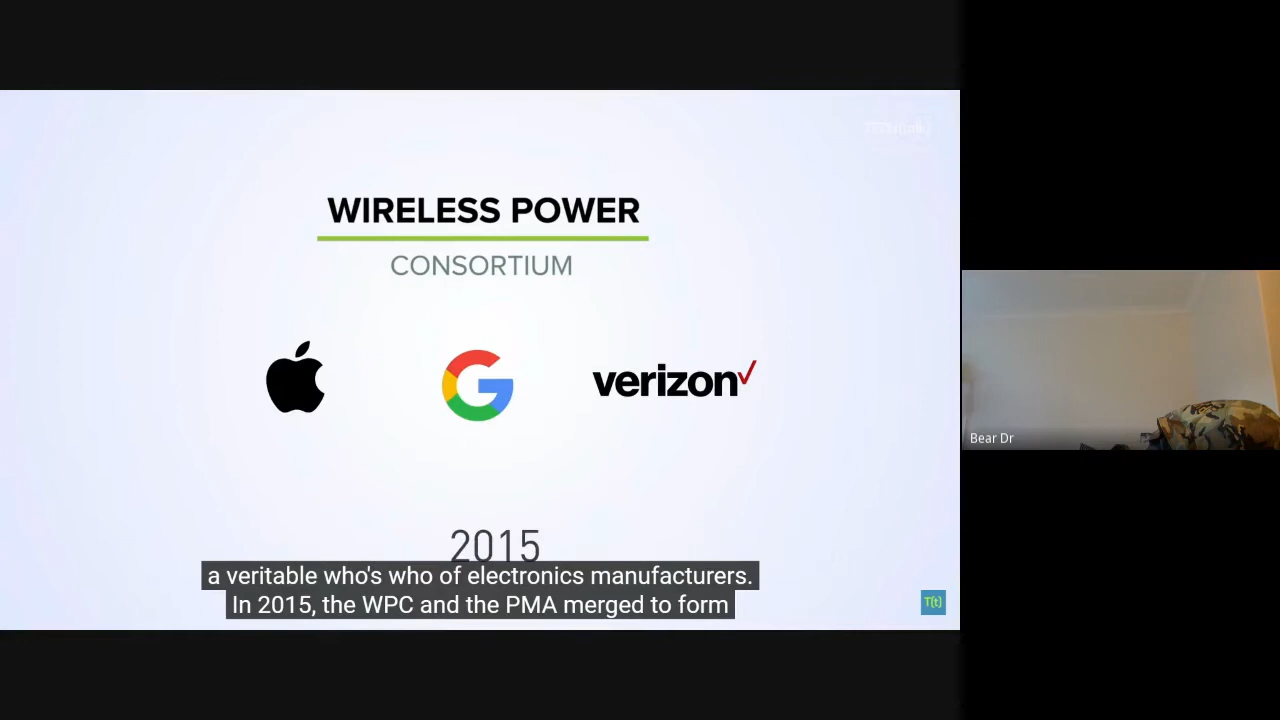 WIRELESS POWER
CONSORTIUM
verizon
2015
a veritable who's who of electronics manufacturers.
In 2015, the WPC and the PMA merged to form
T(t)
Bear Dr